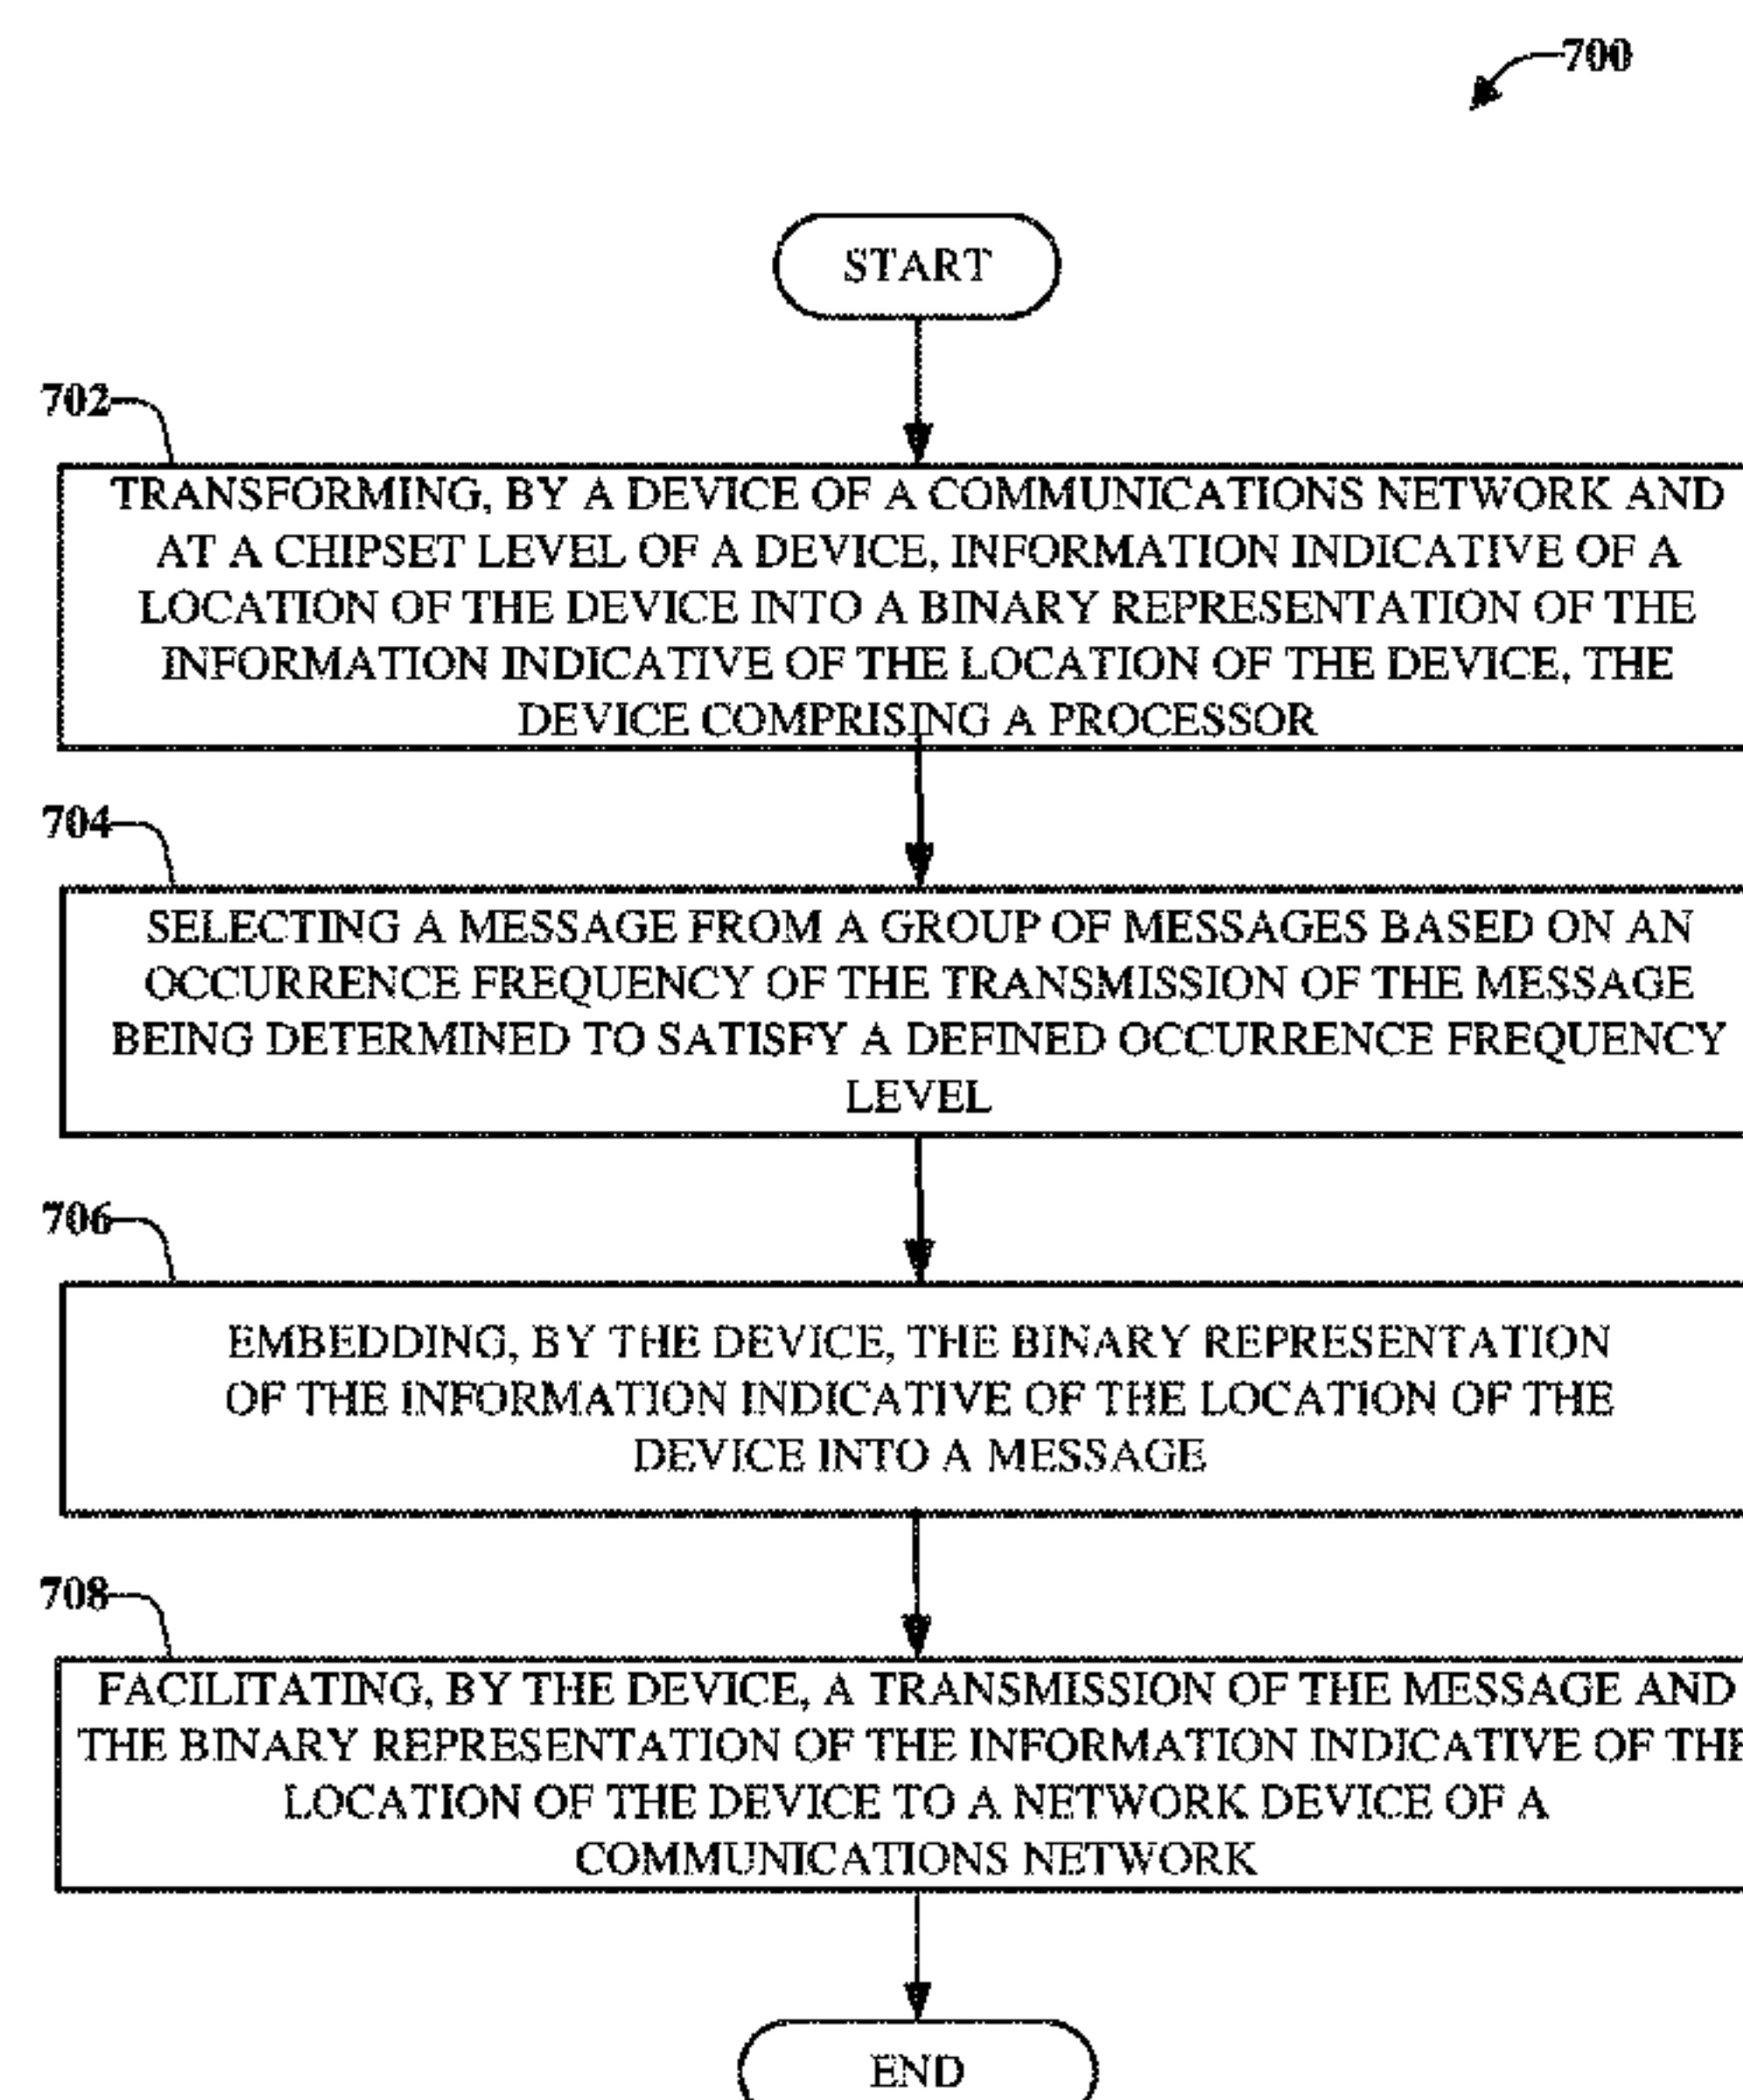 700
START
702
TRANSFORMING, BY A DEVICE OF A COMMUNICATIONS NETWORK AND
AT A CHIPSET LEVEL OF A DEVICE, INFORMATION INDICATIVE OF A
LOCATION OF THE DEVICE INTO A BINARY REPRESENTATION OF THE
INFORMATION INDICATIVE OF THE LOCATION OF THE DEVICE, THE
DEVICE COMPRISING A PROCESSOR
704
SELECTING A MESSAGE FROM A GROUP OF MESSAGES BASED ON AN
OCCURRENCE FREQUENCY OF THE TRANSMISSION OF THE MESSAGE
BEING DETERMINED TO SATISFY A DEFINED OCCURRENCE FREQUENCY
LEVEL
706
EMBEDDING, BY THE DEVICE, THE BINARY REPRESENTATION
OF THE INFORMATION INDICATIVE OF THE LOCATION OF THE
DEVICE INTO A MESSAGE
708
FACILITATING, BY THE DEVICE, A TRANSMISSION OF THE MESSAGE AND
THE BINARY REPRESENTATION OF THE INFORMATION INDICATIVE OF THE
LOCATION OF THE DEVICE TO A NETWORK DEVICE OF A
COMMUNICATIONS NETWORK
END